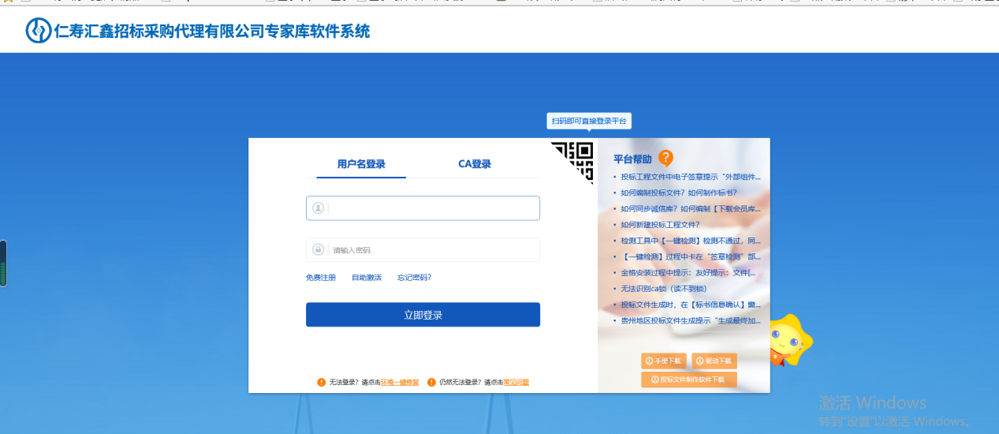 仁寿汇鑫招标采购代理有限公司专家库软件系统
扫码即可直接登录平台
用户名登录
CA登录
请输入密码
免费注册
自助激活
忘记密码?
立即登录
无法登录? 请点击环境一键修复
仍然无法登录? 请点击常见问题
平台帮助
?
• 投标工程文件中电子签章提示“外部组件...
• 如何编制投标文件? 如何制作标书?
• 如何同步诚信库? 如何编制【下载会员库...
• 如何新建投标工程文件?
• 检测工具中【一键检测】检测不通过，同...
• 【一键检测】过程中卡在“签章检测”部...
• 金格安装过程中提示: 友好提示: 文件[...
• 无法识别ca锁（读不到锁）
• 投标文件生成时，在【标书信息确认】窗...
• 贵州地区投标文件生成提示“生成最终加...
手册下载
驱动下载
投标文件制作软件下载
激活 Windows
转到"设置"以激活 Windows。